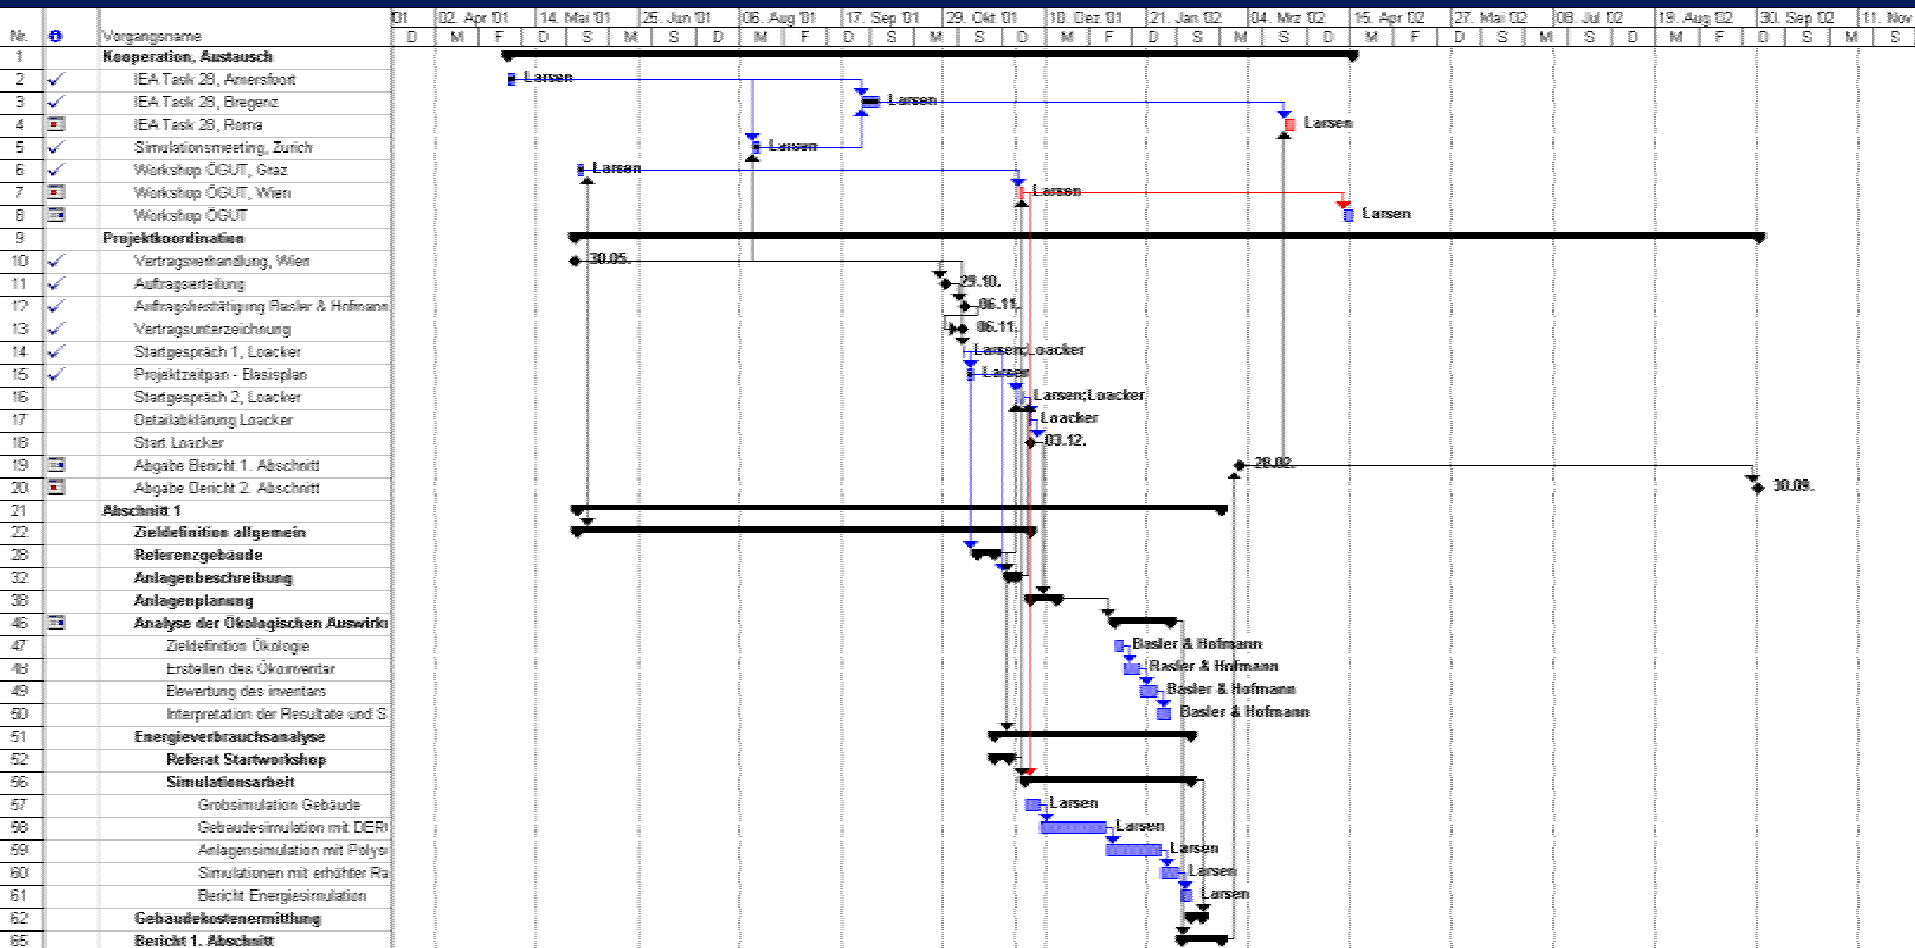 01 02. Apr '01 14. Mai '01 25. Jun '01 06. Aug '01 17. Sep '01 29. Okt '01 10. Dez '01 21. Jan '02 04. Mrz '02 15. Apr '02 27. Mai '02 08. Jul '02 19. Aug '02 30. Sep '02 11. Nov
Nr. Vorgangsname D M F D S M S D M F D S M S D M F D S M S D M F D S M S D M F D S M S
1 Kooperation, Austausch
2 IEA Task 28, Amersfoort Larsen
3 IEA Task 28, Bregenz Larsen
4 IEA Task 28, Roma Larsen
5 Simulationsmeeting, Zurich Larsen
6 Workshop ÖGUT, Graz Larsen
7 Workshop ÖGUT, Wien Larsen
8 Workshop ÖGUT Larsen
9 Projektkoordination
10 Vertragsverhandlung, Wien 30.05.
11 Auftragserteilung 29.10.
12 Auftragsbestätigung Basler & Hofmann 06.11.
13 Vertragsunterzeichnung 06.11.
14 Startgespräch 1, Loacker Larsen;Loacker
15 Projektzeitpan - Basisplan Larsen
16 Startgespräch 2, Loacker Larsen;Loacker
17 Detailabklärung Loacker Loacker
18 Start Loacker 03.12.
19 Abgabe Bericht 1. Abschnitt 28.02.
20 Abgabe Bericht 2. Abschnitt 30.09.
21 Abschnitt 1
22 Zieldefinition allgemein
28 Referenzgebäude
32 Anlagenbeschreibung
38 Anlagenplanung
46 Analyse der Ökologischen Auswirk
47 Zieldefinition Ökologie Basler & Hofmann
48 Erstellen des Ökoinventar Basler & Hofmann
49 Bewertung des inventars Basler & Hofmann
50 Interpretation der Resultate und S Basler & Hofmann
51 Energieverbrauchsanalyse
52 Referat Startworkshop
56 Simulationsarbeit
57 Grobsimulation Gebäude Larsen
58 Gebäudesimulation mit DER Larsen
59 Anlagensimulation mit Polys Larsen
60 Simulationen mit erhöhter Ra Larsen
61 Bericht Energiesimulation Larsen
62 Gebäudekostenermittlung
65 Bericht 1. Abschnitt